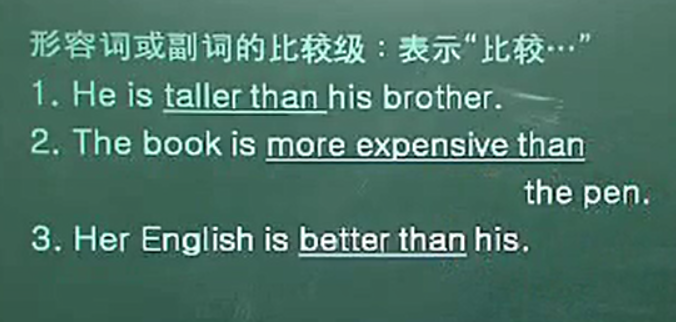 形容词或副词的比较级：表示“比较…”
1. He is taller than his brother.
2. The book is more expensive than
the pen.
3. Her English is better than his.